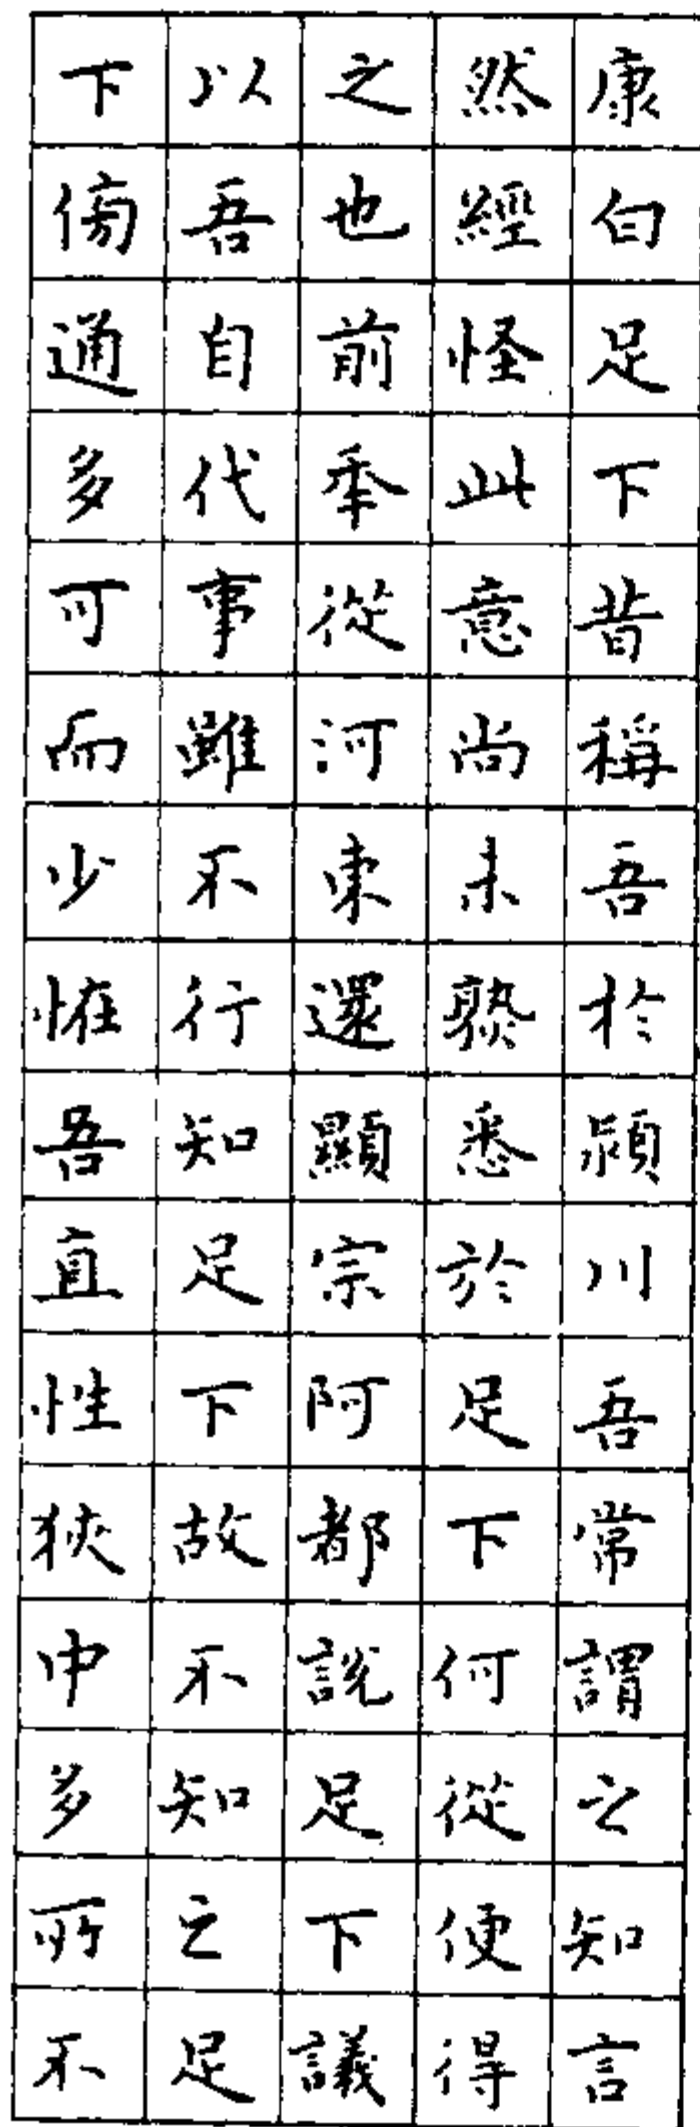 康白足下昔稱吾於潁川吾常謂之知言
然經怪此意尚未熟悉於足下何從便得
之也前年從河東還顯宗阿都說足下議
以吾自代事雖不行知足下故不知之足
下傍通多可而少恠吾直性狹中多所不